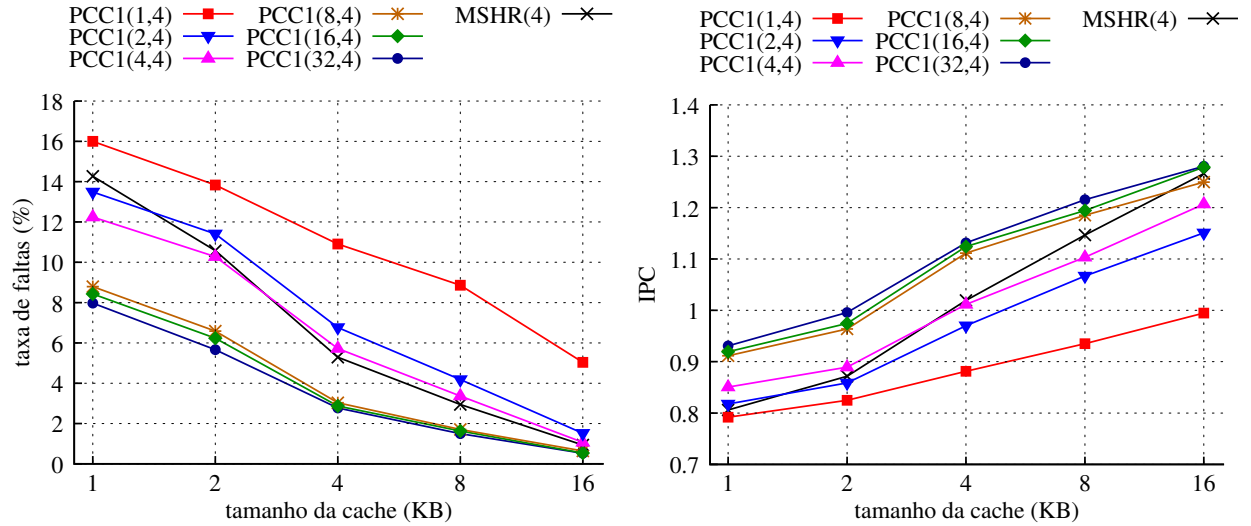 PCC1(1,4) PCC1(8,4) MSHR(4)
PCC1(2,4) PCC1(16,4)
PCC1(4,4) PCC1(32,4)
18
16
14
12
10
8
6
4
2
0
taxa de faltas (%)
1 2 4 8 16
tamanho da cache (KB)
PCC1(1,4) PCC1(8,4) MSHR(4)
PCC1(2,4) PCC1(16,4)
PCC1(4,4) PCC1(32,4)
1.4
1.3
1.2
1.1
1
0.9
0.8
0.7
IPC
1 2 4 8 16
tamanho da cache (KB)